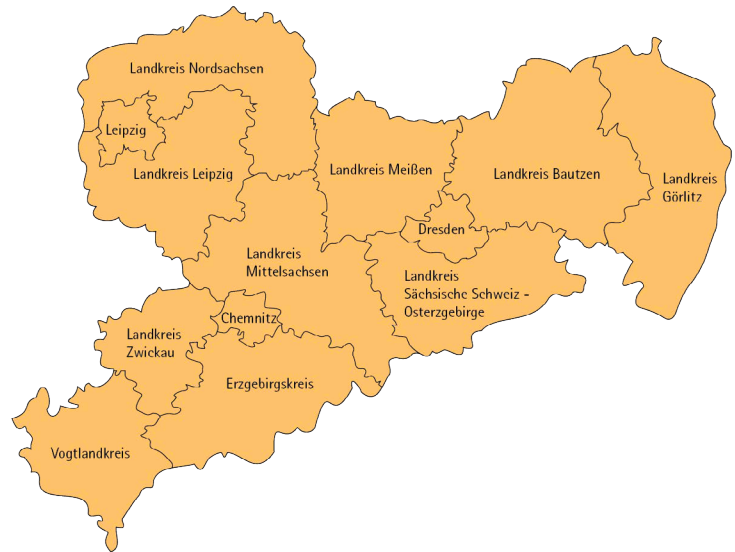 Landkreis Nordsachsen
Leipzig
Landkreis Leipzig
Landkreis Meißen
Landkreis Bautzen
Landkreis
Görlitz
Dresden
Landkreis
Mittelsachsen
Landkreis
Sächsische Schweiz -
Osterzgebirge
Chemnitz
Landkreis
Zwickau
Erzgebirgskreis
Vogtlandkreis